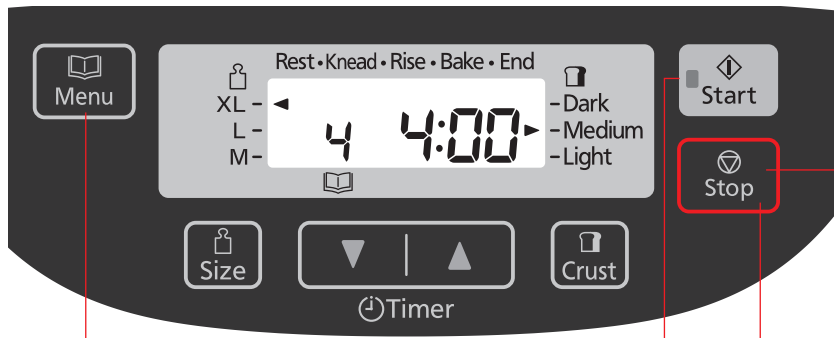 Menu
Rest • Knead • Rise • Bake • End
XL
L
M
4
4:00
Dark
Medium
Light
Start
Stop
Size
Crust
Timer